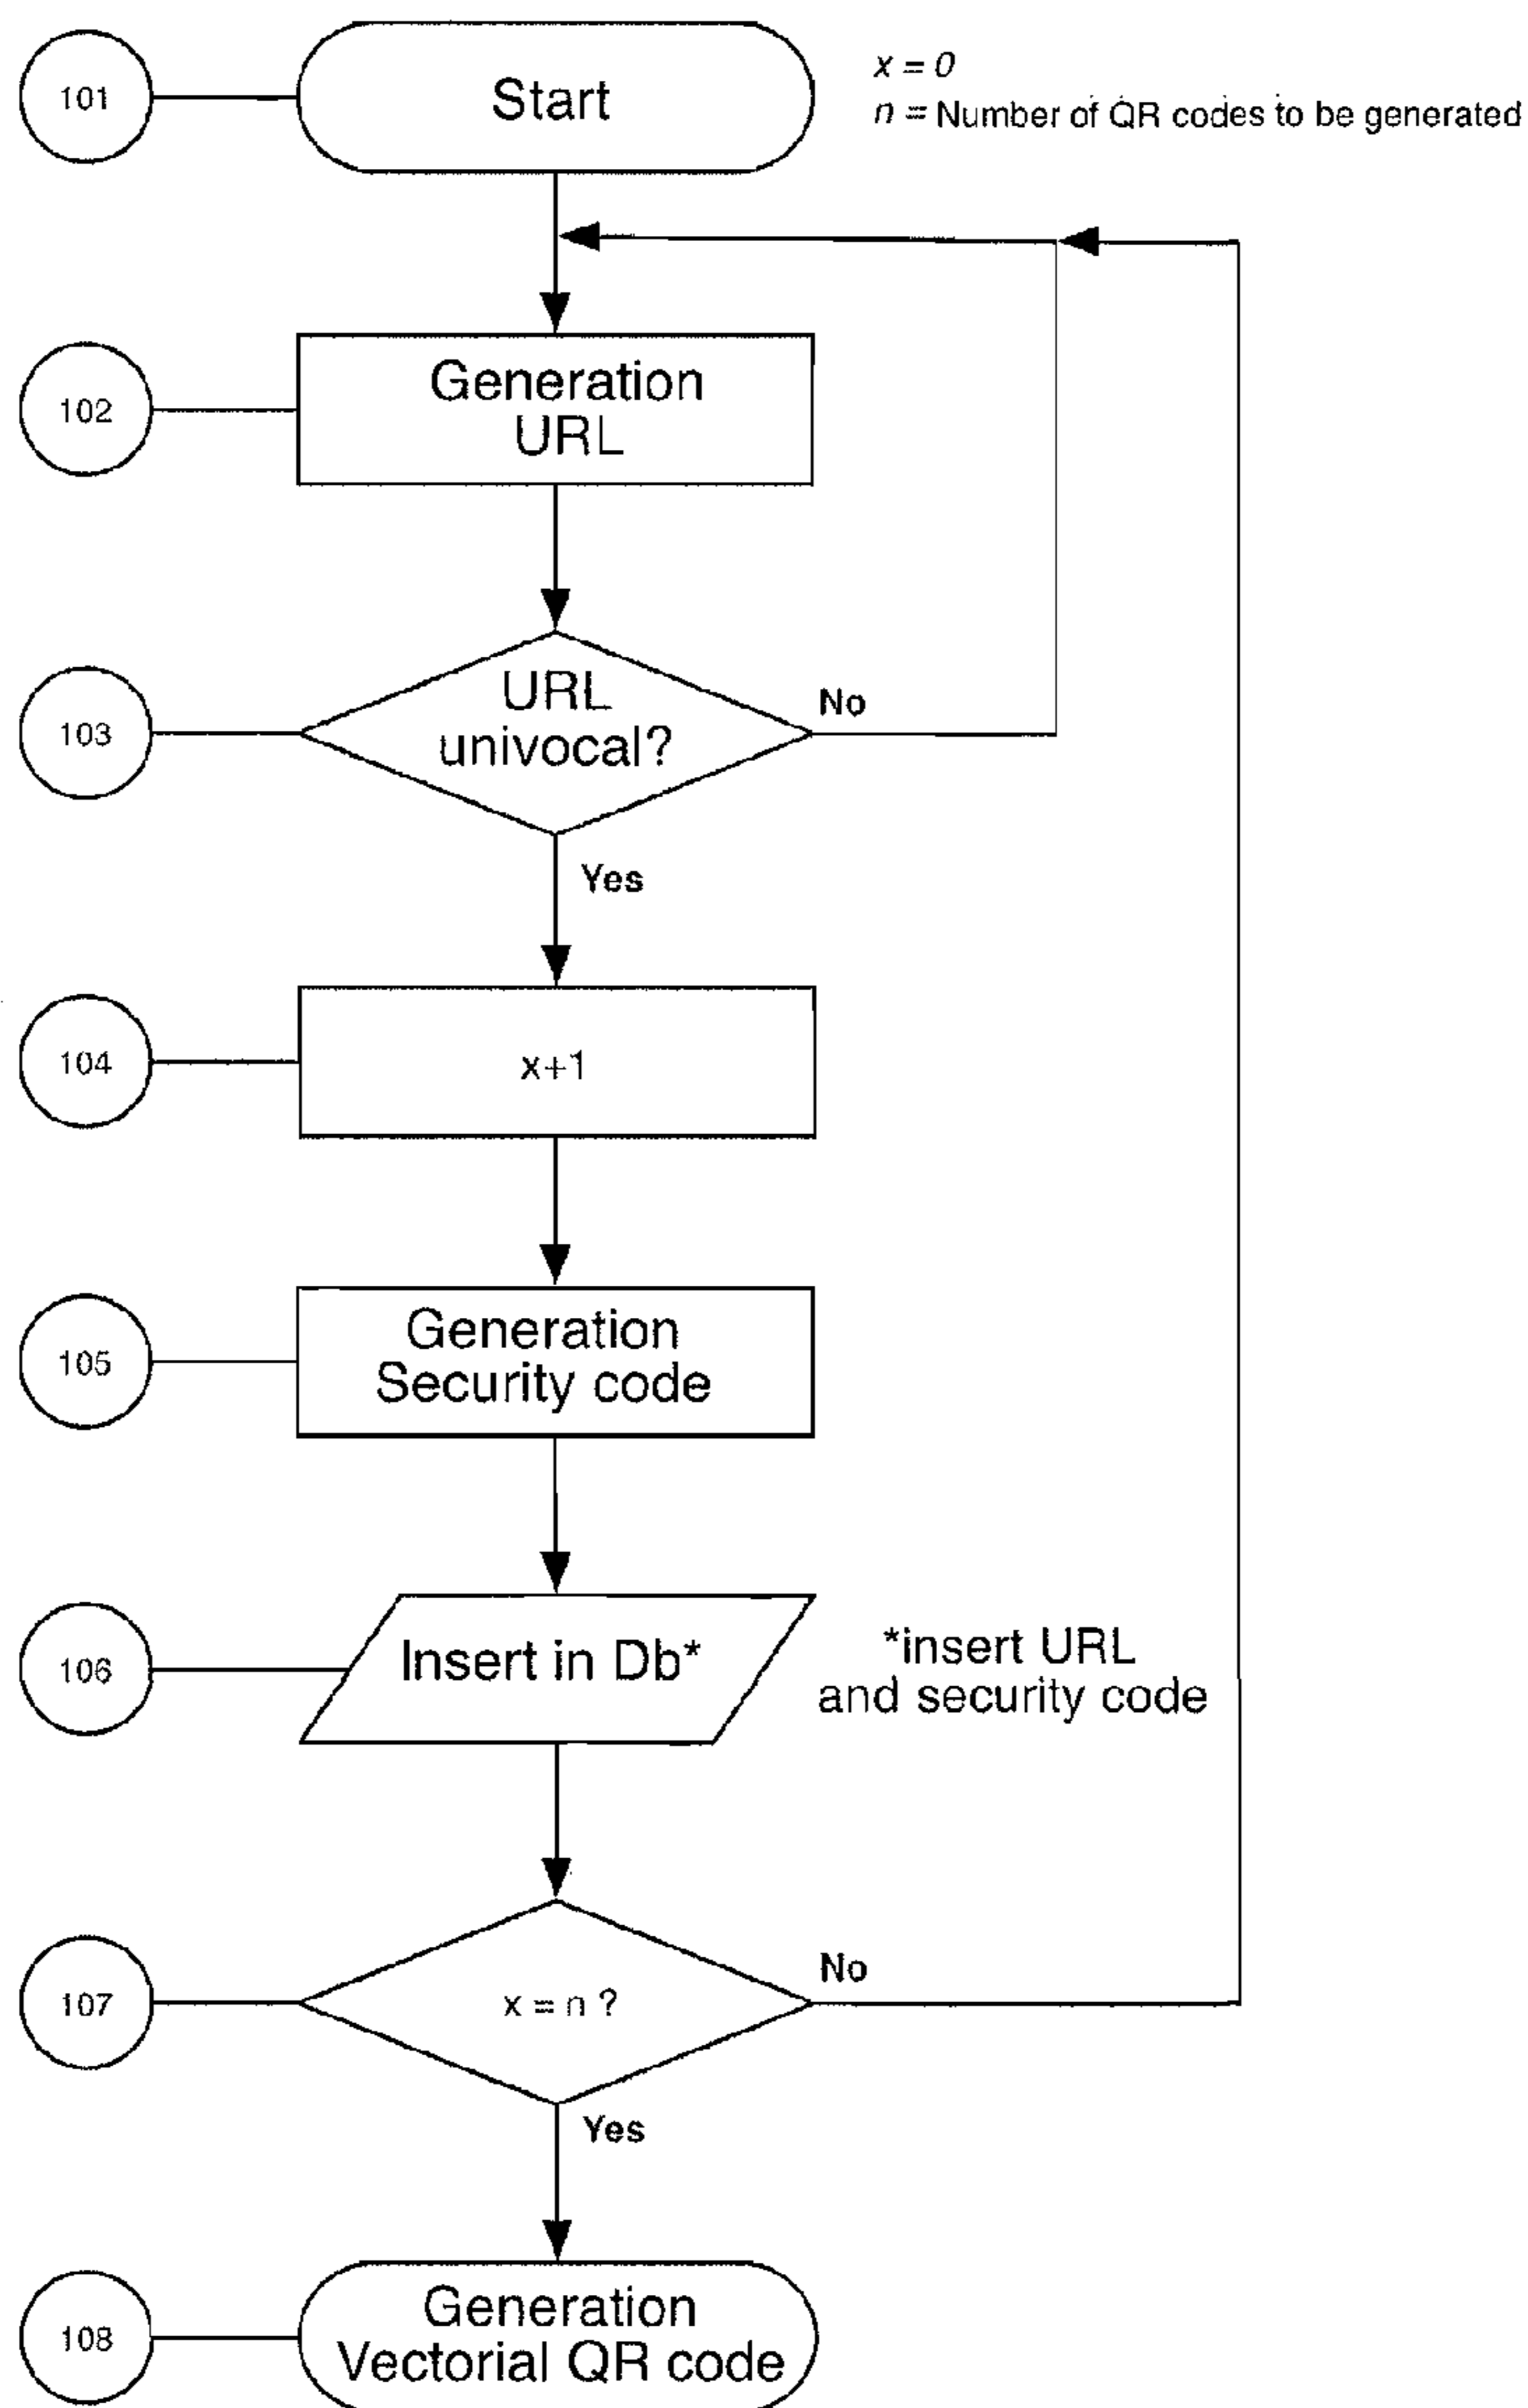 101
Start
x = 0
n = Number of QR codes to be generated
102
Generation
URL
103
URL
univocal?
No
Yes
104
x+1
105
Generation
Security code
106
Insert in Db*
*insert URL
and security code
107
x = n ?
No
Yes
108
Generation
Vectorial QR code